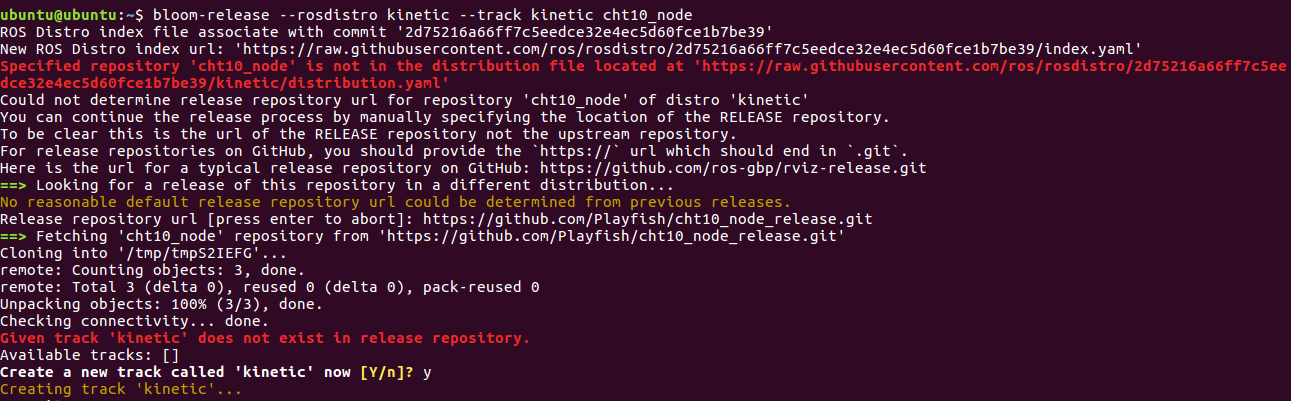 ubuntu@ubuntu:~$ bloom-release --rosdistro kinetic --track kinetic cht10_node
ROS Distro index file associate with commit '2d75216a66ff7c5eedce32e4ec5d60fce1b7be39'
New ROS Distro index url: 'https://raw.githubusercontent.com/ros/rosdistro/2d75216a66ff7c5eedce32e4ec5d60fce1b7be39/index.yaml'
Specified repository 'cht10_node' is not in the distribution file located at 'https://raw.githubusercontent.com/ros/rosdistro/2d75216a66ff7c5ee
dce32e4ec5d60fce1b7be39/kinetic/distribution.yaml'
Could not determine release repository url for repository 'cht10_node' of distro 'kinetic'
You can continue the release process by manually specifying the location of the RELEASE repository.
To be clear this is the url of the RELEASE repository not the upstream repository.
For release repositories on GitHub, you should provide the `https://` url which should end in `.git`.
Here is the url for a typical release repository on GitHub: https://github.com/ros-gbp/rviz-release.git
==> Looking for a release of this repository in a different distribution...
No reasonable default release repository url could be determined from previous releases.
Release repository url [press enter to abort]: https://github.com/Playfish/cht10_node_release.git
==> Fetching 'cht10_node' repository from 'https://github.com/Playfish/cht10_node_release.git'
Cloning into '/tmp/tmpS2IEFG'...
remote: Counting objects: 3, done.
remote: Total 3 (delta 0), reused 0 (delta 0), pack-reused 0
Unpacking objects: 100% (3/3), done.
Checking connectivity... done.
Given track 'kinetic' does not exist in release repository.
Available tracks: []
Create a new track called 'kinetic' now [Y/n]? y
Creating track 'kinetic'...